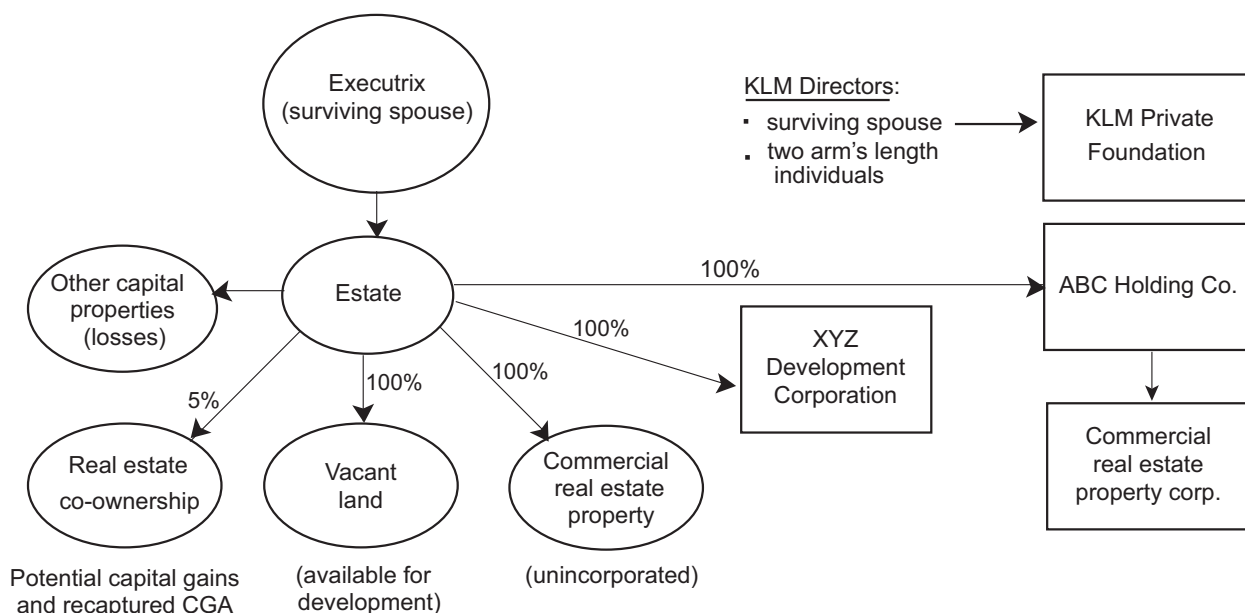 Executrix
(surviving spouse)
KLM Directors:
· surviving spouse
· two arm's length
individuals
KLM Private
Foundation
Other capital
properties
(losses)
Estate
100%
ABC Holding Co.
100%
XYZ
Development
Corporation
5%
100%
100%
Real estate
co-ownership
Vacant
land
Commercial
real estate
property
Commercial
real estate
property corp.
Potential capital gains
and recaptured CGA
(available for
development)
(unincorporated)